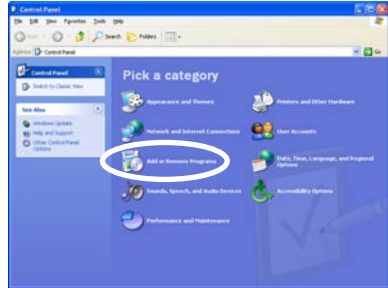 Control Panel
File Edit View Favorites Tools Help
Back Search Folders
Address Control Panel Go
Control Panel
Switch to Classic View
See Also
Windows Update
Help and Support
Other Control Panel
Options
Pick a category
Appearance and Themes
Printers and Other Hardware
Network and Internet Connections
User Accounts
Add or Remove Programs
Date, Time, Language, and Regional
Options
Sounds, Speech, and Audio Devices
Accessibility Options
Performance and Maintenance